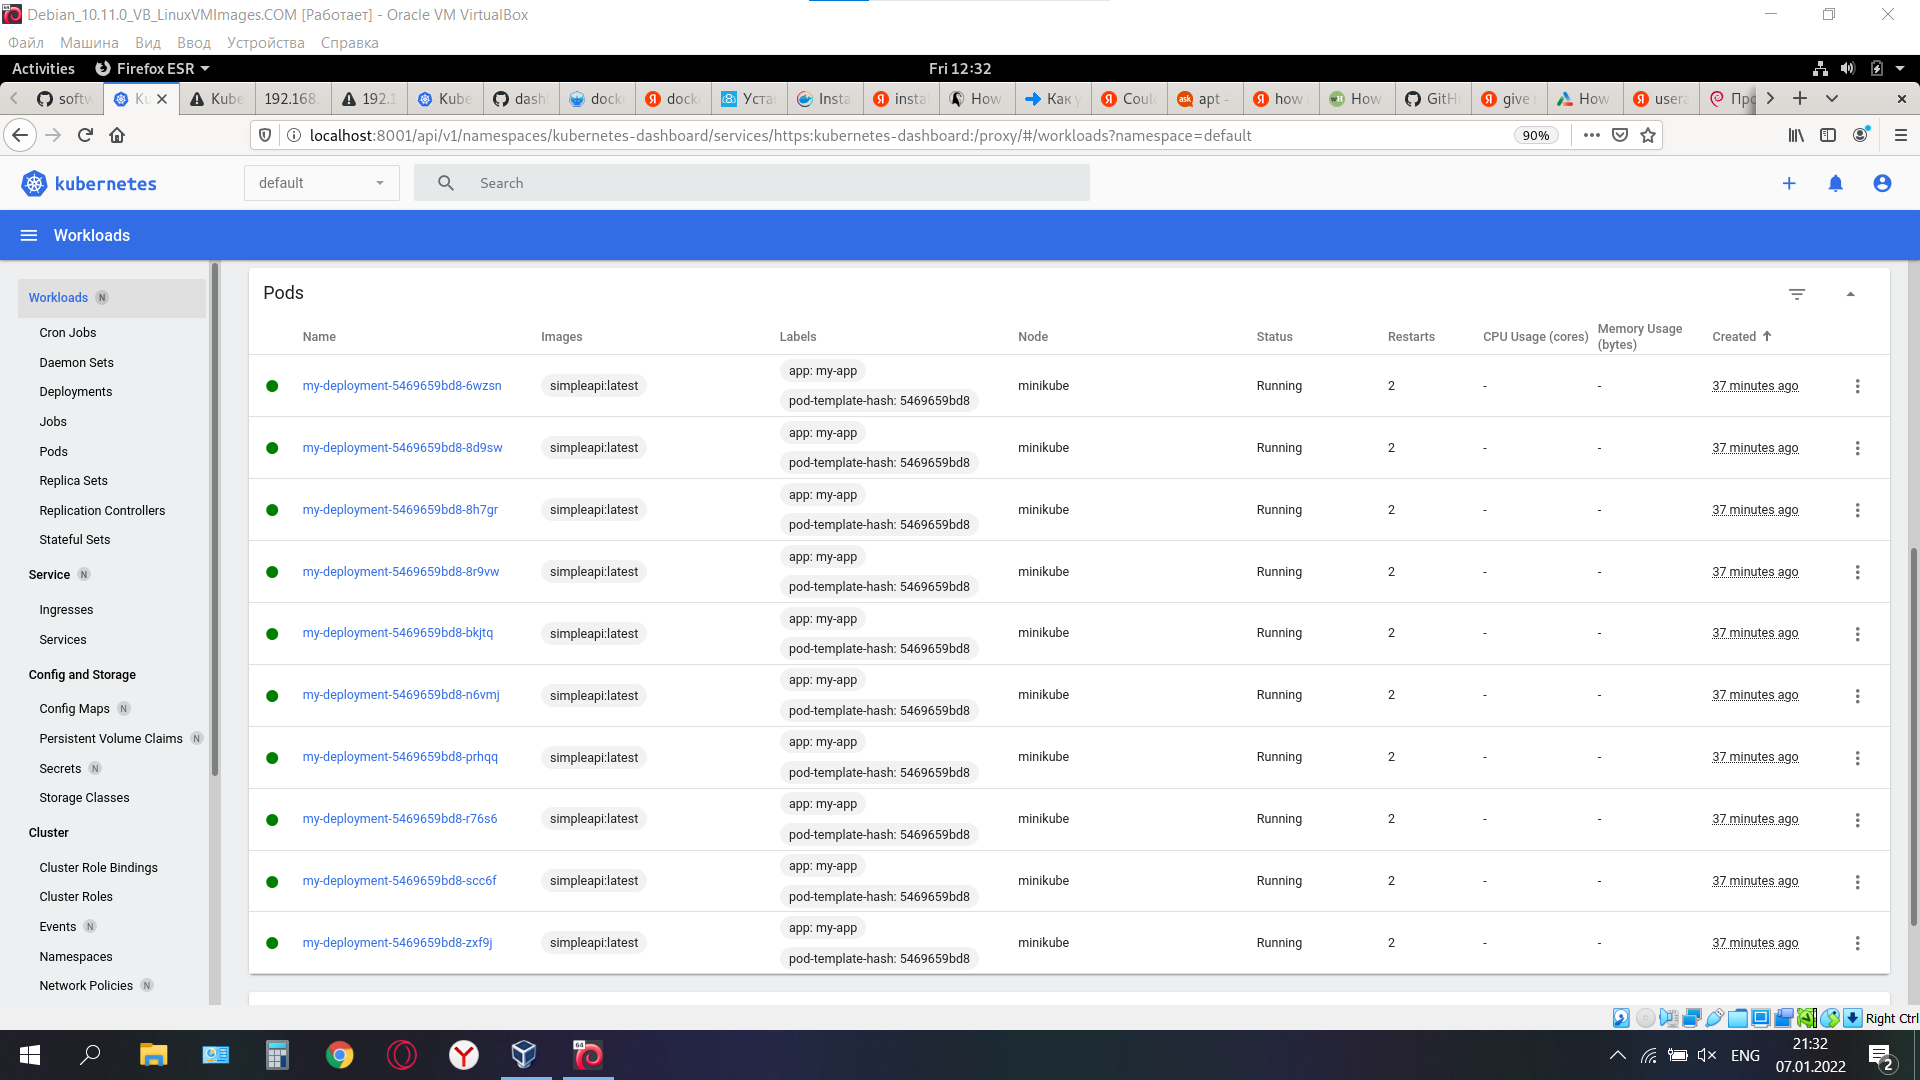 Debian_10.11.0_VB_LinuxVMImages.COM [Работает] - Oracle VM VirtualBox
Файл Машина Вид Ввод Устройства Справка
Activities Firefox ESR Fri 12:32
softw Ku Kube 192.168. 192.1 Kube dash docke docke Уста Insta instal How Как у Coul apt - how How GitHu give How usera Про
localhost:8001/api/v1/namespaces/kubernetes-dashboard/services/https:kubernetes-dashboard:/proxy/#/workloads?namespace=default 90%
kubernetes default Search
Workloads
Workloads N
Cron Jobs
Daemon Sets
Deployments
Jobs
Pods
Replica Sets
Replication Controllers
Stateful Sets
Service N
Ingresses
Services
Config and Storage
Config Maps N
Persistent Volume Claims N
Secrets N
Storage Classes
Cluster
Cluster Role Bindings
Cluster Roles
Events N
Namespaces
Network Policies N
Pods
Name Images Labels Node Status Restarts CPU Usage (cores) Memory Usage (bytes) Created
app: my-app
my-deployment-5469659bd8-6wzsn simpleapi:latest minikube Running 2 - - 37 minutes ago
pod-template-hash: 5469659bd8
app: my-app
my-deployment-5469659bd8-8d9sw simpleapi:latest minikube Running 2 - - 37 minutes ago
pod-template-hash: 5469659bd8
app: my-app
my-deployment-5469659bd8-8h7gr simpleapi:latest minikube Running 2 - - 37 minutes ago
pod-template-hash: 5469659bd8
app: my-app
my-deployment-5469659bd8-8r9vw simpleapi:latest minikube Running 2 - - 37 minutes ago
pod-template-hash: 5469659bd8
app: my-app
my-deployment-5469659bd8-bkjtq simpleapi:latest minikube Running 2 - - 37 minutes ago
pod-template-hash: 5469659bd8
app: my-app
my-deployment-5469659bd8-n6vmj simpleapi:latest minikube Running 2 - - 37 minutes ago
pod-template-hash: 5469659bd8
app: my-app
my-deployment-5469659bd8-prhqq simpleapi:latest minikube Running 2 - - 37 minutes ago
pod-template-hash: 5469659bd8
app: my-app
my-deployment-5469659bd8-r76s6 simpleapi:latest minikube Running 2 - - 37 minutes ago
pod-template-hash: 5469659bd8
app: my-app
my-deployment-5469659bd8-scc6f simpleapi:latest minikube Running 2 - - 37 minutes ago
pod-template-hash: 5469659bd8
app: my-app
my-deployment-5469659bd8-zxf9j simpleapi:latest minikube Running 2 - - 37 minutes ago
pod-template-hash: 5469659bd8
Right Ctrl
ENG 21:32
07.01.2022 2